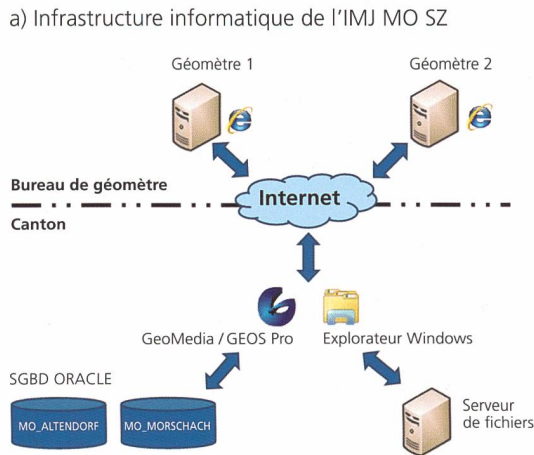 a) Infrastructure informatique de l'IMJ MO SZ
Géomètre 1
Géomètre 2
Bureau de géomètre
Internet
Canton
GeoMedia / GEOS Pro
Explorateur Windows
SGBD ORACLE
MO_ALTENDORF
MO_MORSCHACH
Serveur
de fichiers